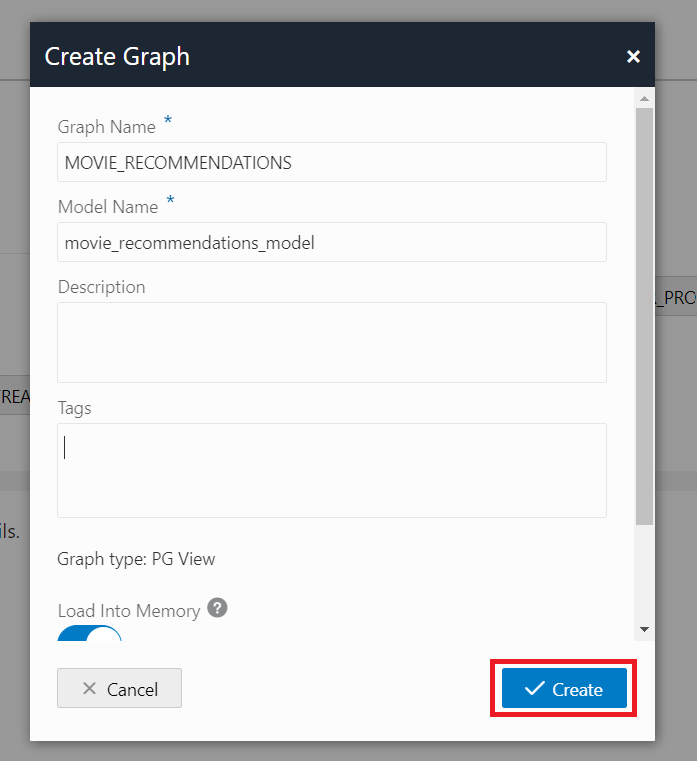 Create Graph ×
Graph Name *
MOVIE_RECOMMENDATIONS
Model Name *
movie_recommendations_model
Description
_PRO
REA
Tags
ils.
Graph type: PG View
Load Into Memory ?
Cancel
Create